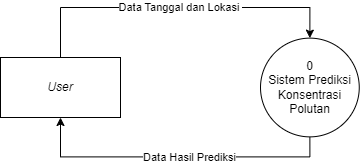 Data Tanggal dan Lokasi
User
0
Sistem Prediksi
Konsentrasi
Polutan
Data Hasil Prediksi